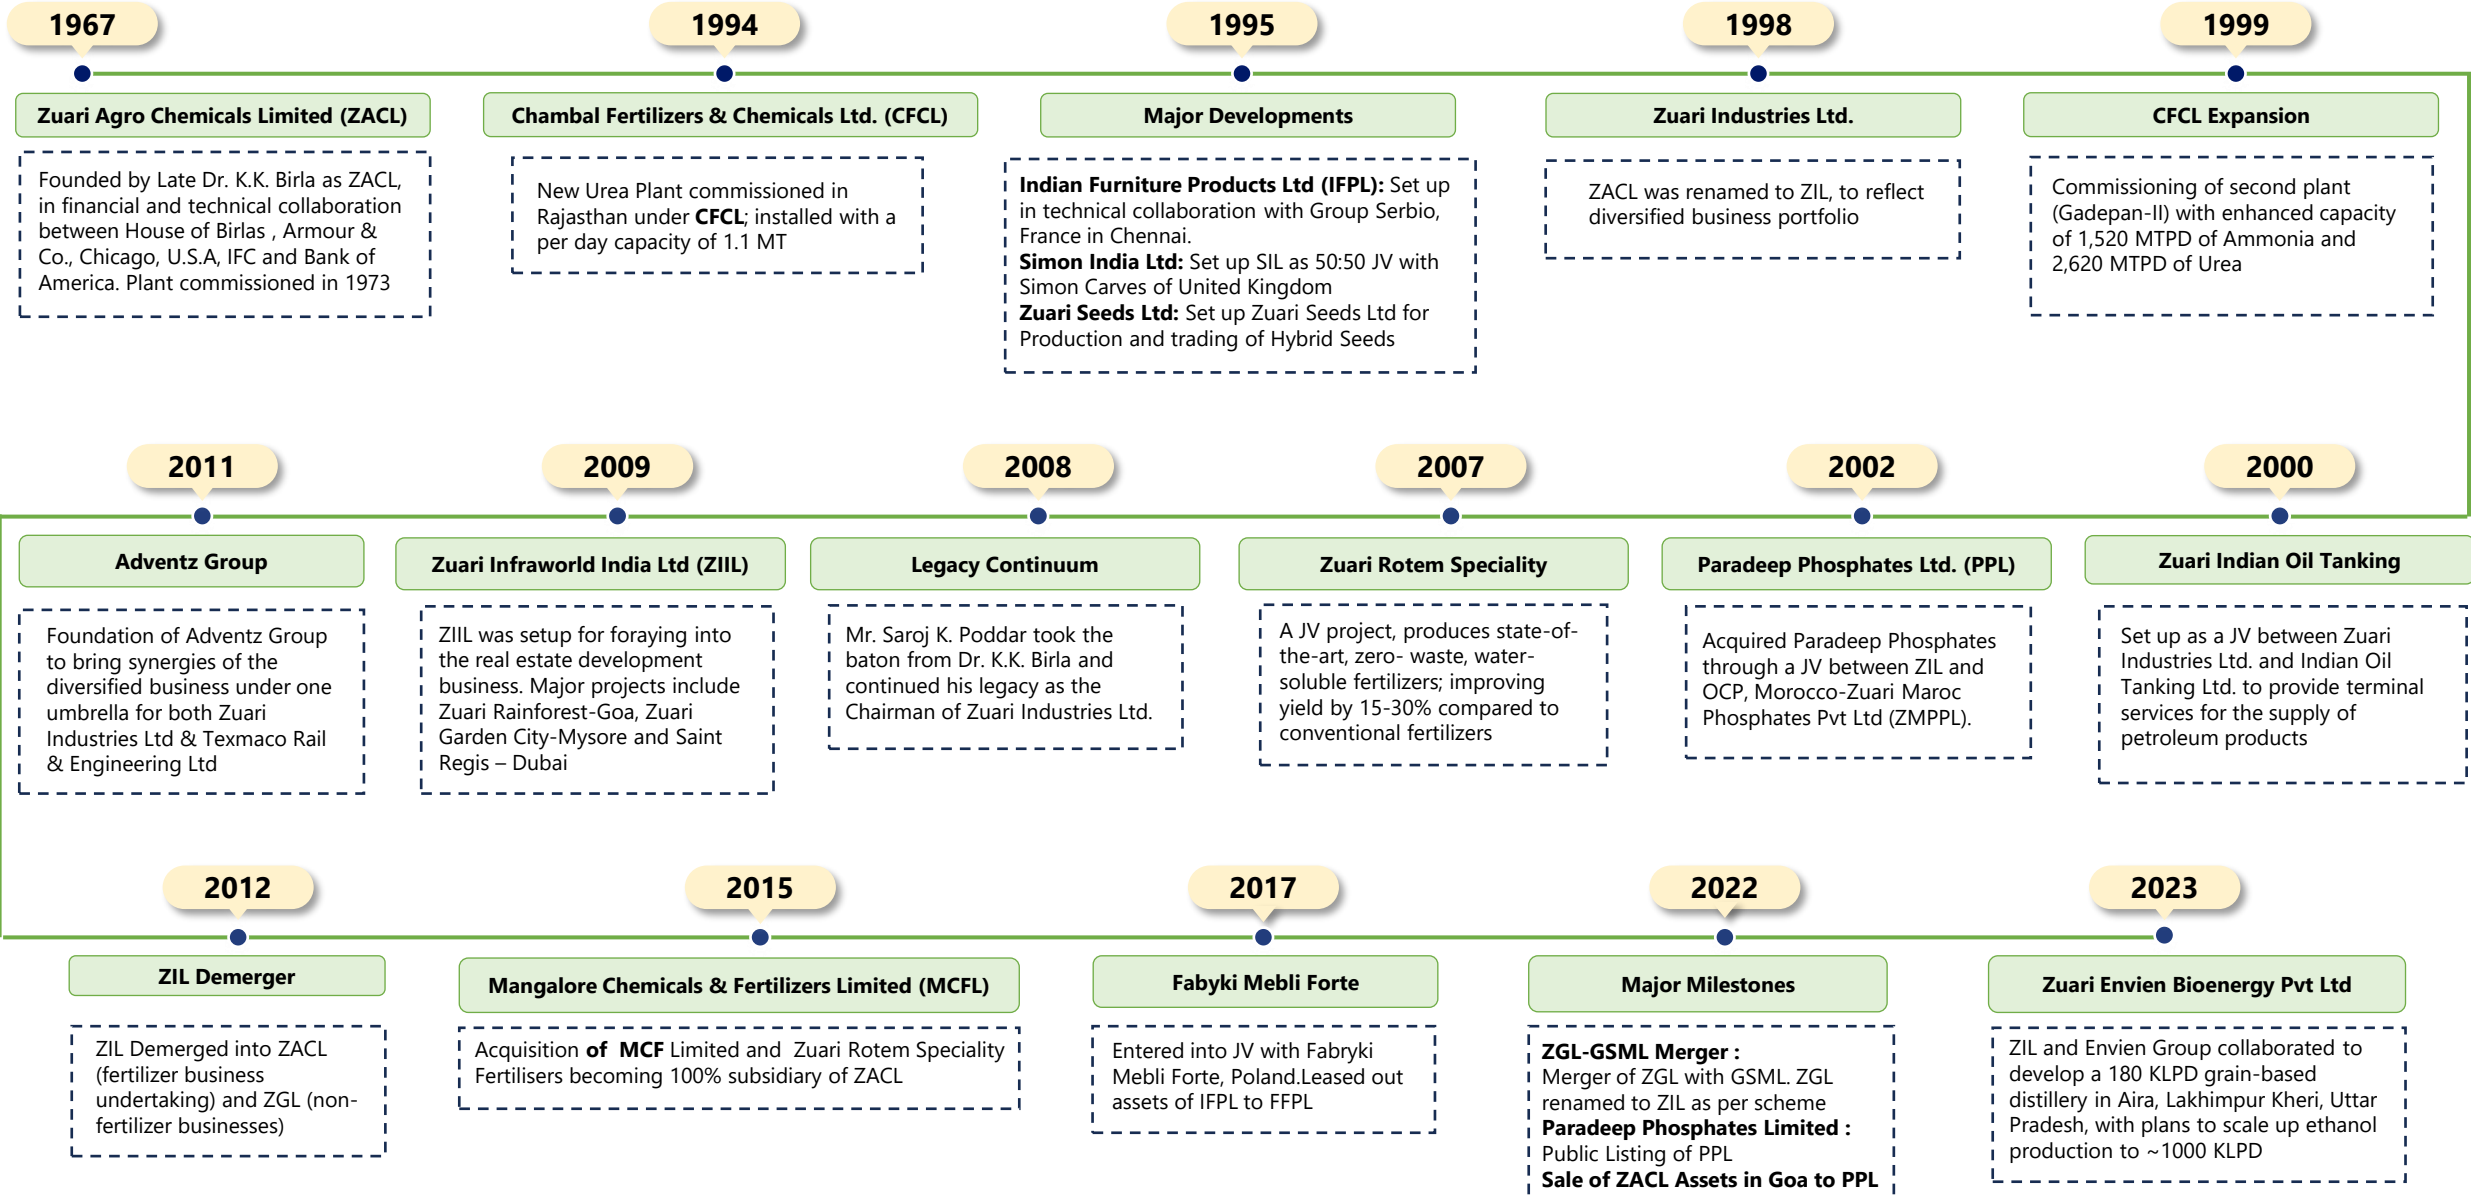 1967
Zuari Agro Chemicals Limited (ZACL)
Founded by Late Dr. K.K. Birla as ZACL,
in financial and technical collaboration
between House of Birlas , Armour &
Co., Chicago, U.S.A, IFC and Bank of
America. Plant commissioned in 1973
1994
Chambal Fertilizers & Chemicals Ltd. (CFCL)
New Urea Plant commissioned in
Rajasthan under CFCL; installed with a
per day capacity of 1.1 MT
1995
Major Developments
Indian Furniture Products Ltd (IFPL): Set up
in technical collaboration with Group Serbio,
France in Chennai.
Simon India Ltd: Set up SIL as 50:50 JV with
Simon Carves of United Kingdom
Zuari Seeds Ltd: Set up Zuari Seeds Ltd for
Production and trading of Hybrid Seeds
1998
Zuari Industries Ltd.
ZACL was renamed to ZIL, to reflect
diversified business portfolio
1999
CFCL Expansion
Commissioning of second plant
(Gadepan-II) with enhanced capacity
of 1,520 MTPD of Ammonia and
2,620 MTPD of Urea
2011
Adventz Group
Foundation of Adventz Group
to bring synergies of the
diversified business under one
umbrella for both Zuari
Industries Ltd & Texmaco Rail
& Engineering Ltd
2009
Zuari Infraworld India Ltd (ZIIL)
ZIIL was setup for foraying into
the real estate development
business. Major projects include
Zuari Rainforest-Goa, Zuari
Garden City-Mysore and Saint
Regis – Dubai
2008
Legacy Continuum
Mr. Saroj K. Poddar took the
baton from Dr. K.K. Birla and
continued his legacy as the
Chairman of Zuari Industries Ltd.
2007
Zuari Rotem Speciality
A JV project, produces state-of-
the-art, zero- waste, water-
soluble fertilizers; improving
yield by 15-30% compared to
conventional fertilizers
2002
Paradeep Phosphates Ltd. (PPL)
Acquired Paradeep Phosphates
through a JV between ZIL and
OCP, Morocco-Zuari Maroc
Phosphates Pvt Ltd (ZMPPL).
2000
Zuari Indian Oil Tanking
Set up as a JV between Zuari
Industries Ltd. and Indian Oil
Tanking Ltd. to provide terminal
services for the supply of
petroleum products
2012
ZIL Demerger
ZIL Demerged into ZACL
(fertilizer business
undertaking) and ZGL (non-
fertilizer businesses)
2015
Mangalore Chemicals & Fertilizers Limited (MCFL)
Acquisition of MCF Limited and Zuari Rotem Speciality
Fertilisers becoming 100% subsidiary of ZACL
2017
Fabyki Mebli Forte
Entered into JV with Fabryki
Mebli Forte, Poland.Leased out
assets of IFPL to FFPL
2022
Major Milestones
ZGL-GSML Merger :
Merger of ZGL with GSML. ZGL
renamed to ZIL as per scheme
Paradeep Phosphates Limited :
Public Listing of PPL
Sale of ZACL Assets in Goa to PPL
2023
Zuari Envien Bioenergy Pvt Ltd
ZIL and Envien Group collaborated to
develop a 180 KLPD grain-based
distillery in Aira, Lakhimpur Kheri, Uttar
Pradesh, with plans to scale up ethanol
production to ~1000 KLPD